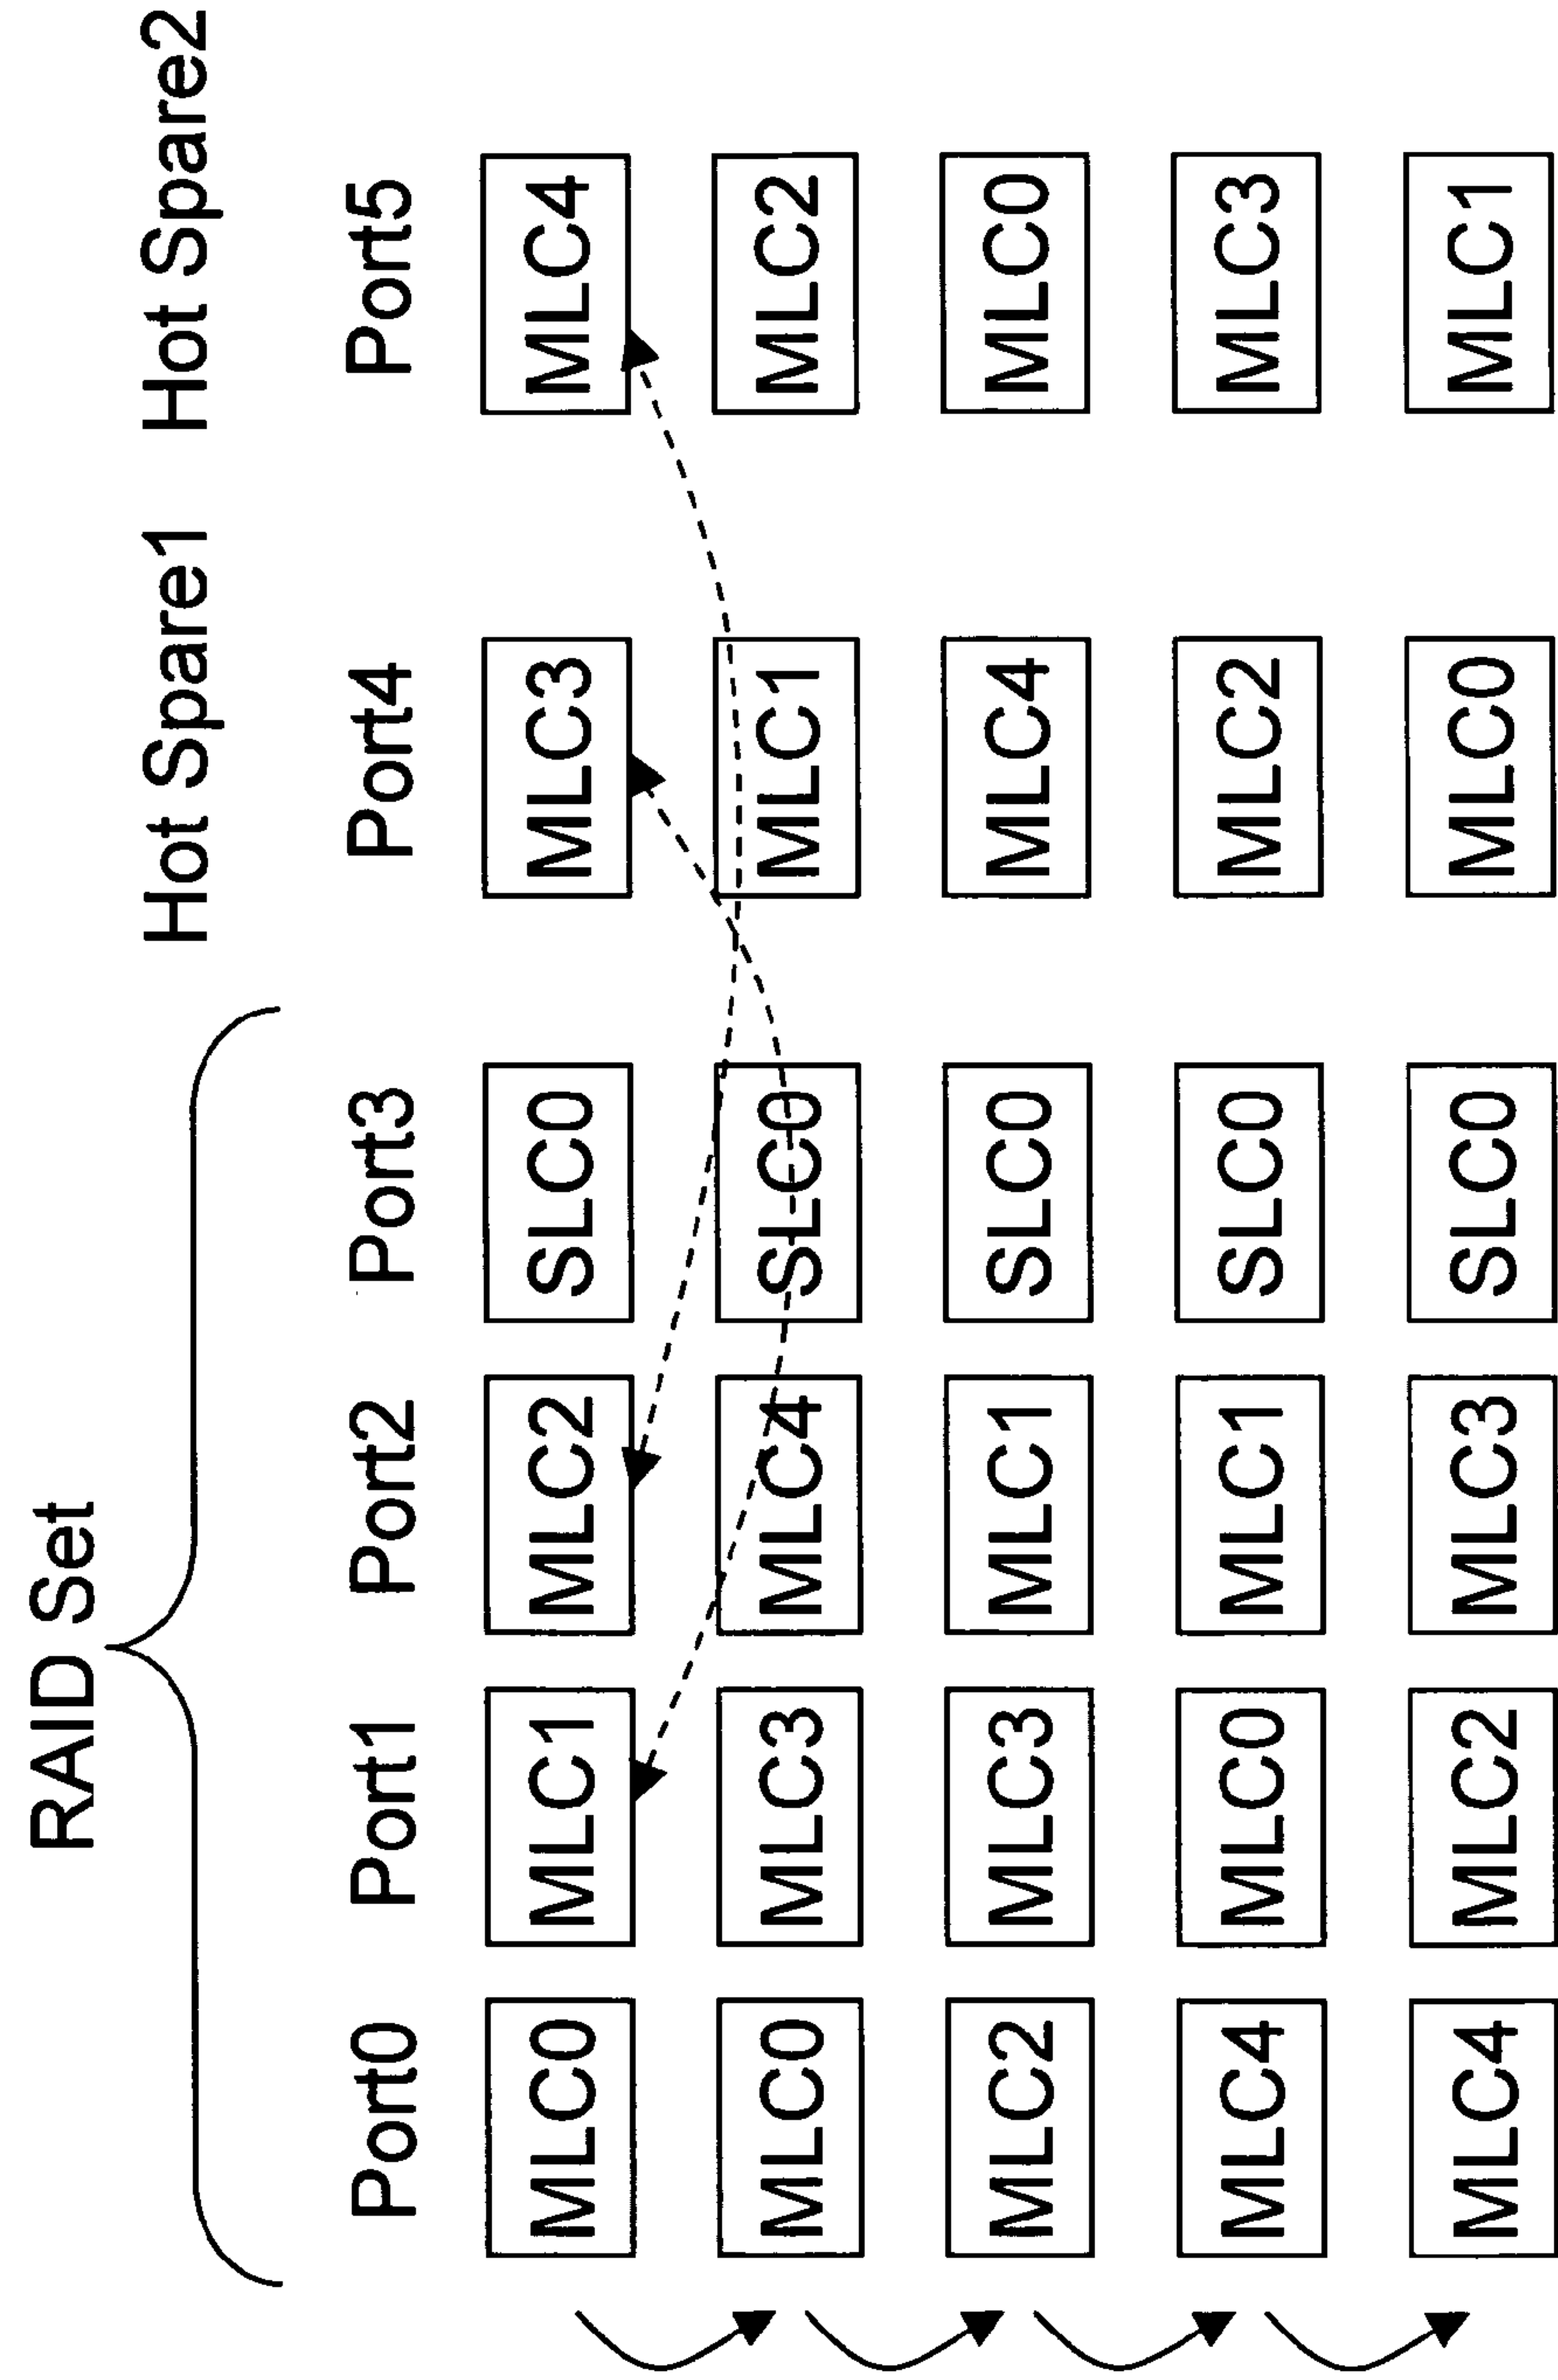 RAID Set
Hot Spare1 Hot Spare2
Port0 Port1 Port2 Port3 Port4 Port5
MLC0 MLC1 MLC2 SLC0 MLC3 MLC4
MLC0 MLC3 MLC4 SLC0 MLC1 MLC2
MLC2 MLC3 MLC1 SLC0 MLC4 MLC0
MLC4 MLC0 MLC1 SLC0 MLC2 MLC3
MLC4 MLC2 MLC3 SLC0 MLC0 MLC1